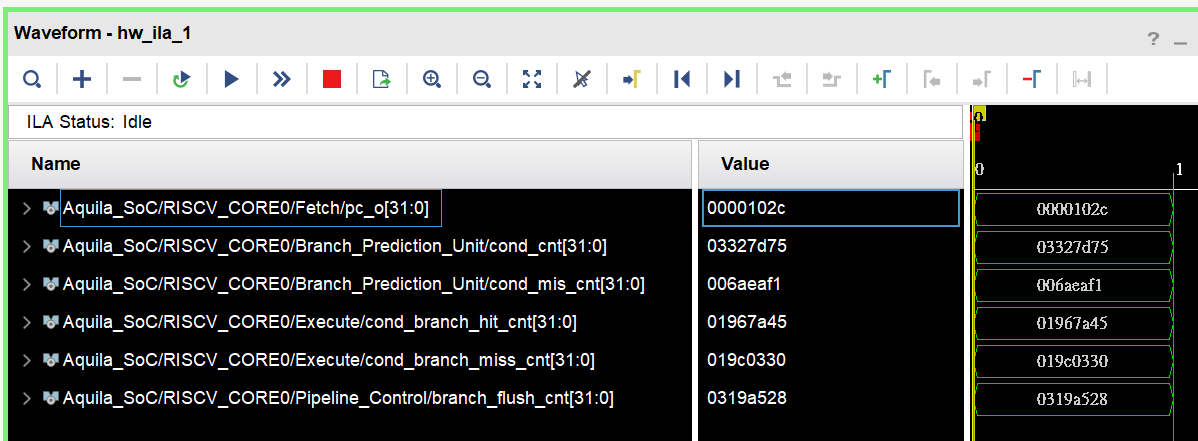 Waveform - hw_ila_1
? _
ILA Status: Idle
Name Value
0
0 1
Aquila_SoC/RISCV_CORE0/Fetch/pc_o[31:0] 0000102c 0000102c
Aquila_SoC/RISCV_CORE0/Branch_Prediction_Unit/cond_cnt[31:0] 03327d75 03327d75
Aquila_SoC/RISCV_CORE0/Branch_Prediction_Unit/cond_mis_cnt[31:0] 006aeaf1 006aeaf1
Aquila_SoC/RISCV_CORE0/Execute/cond_branch_hit_cnt[31:0] 01967a45 01967a45
Aquila_SoC/RISCV_CORE0/Execute/cond_branch_miss_cnt[31:0] 019c0330 019c0330
Aquila_SoC/RISCV_CORE0/Pipeline_Control/branch_flush_cnt[31:0] 0319a528 0319a528